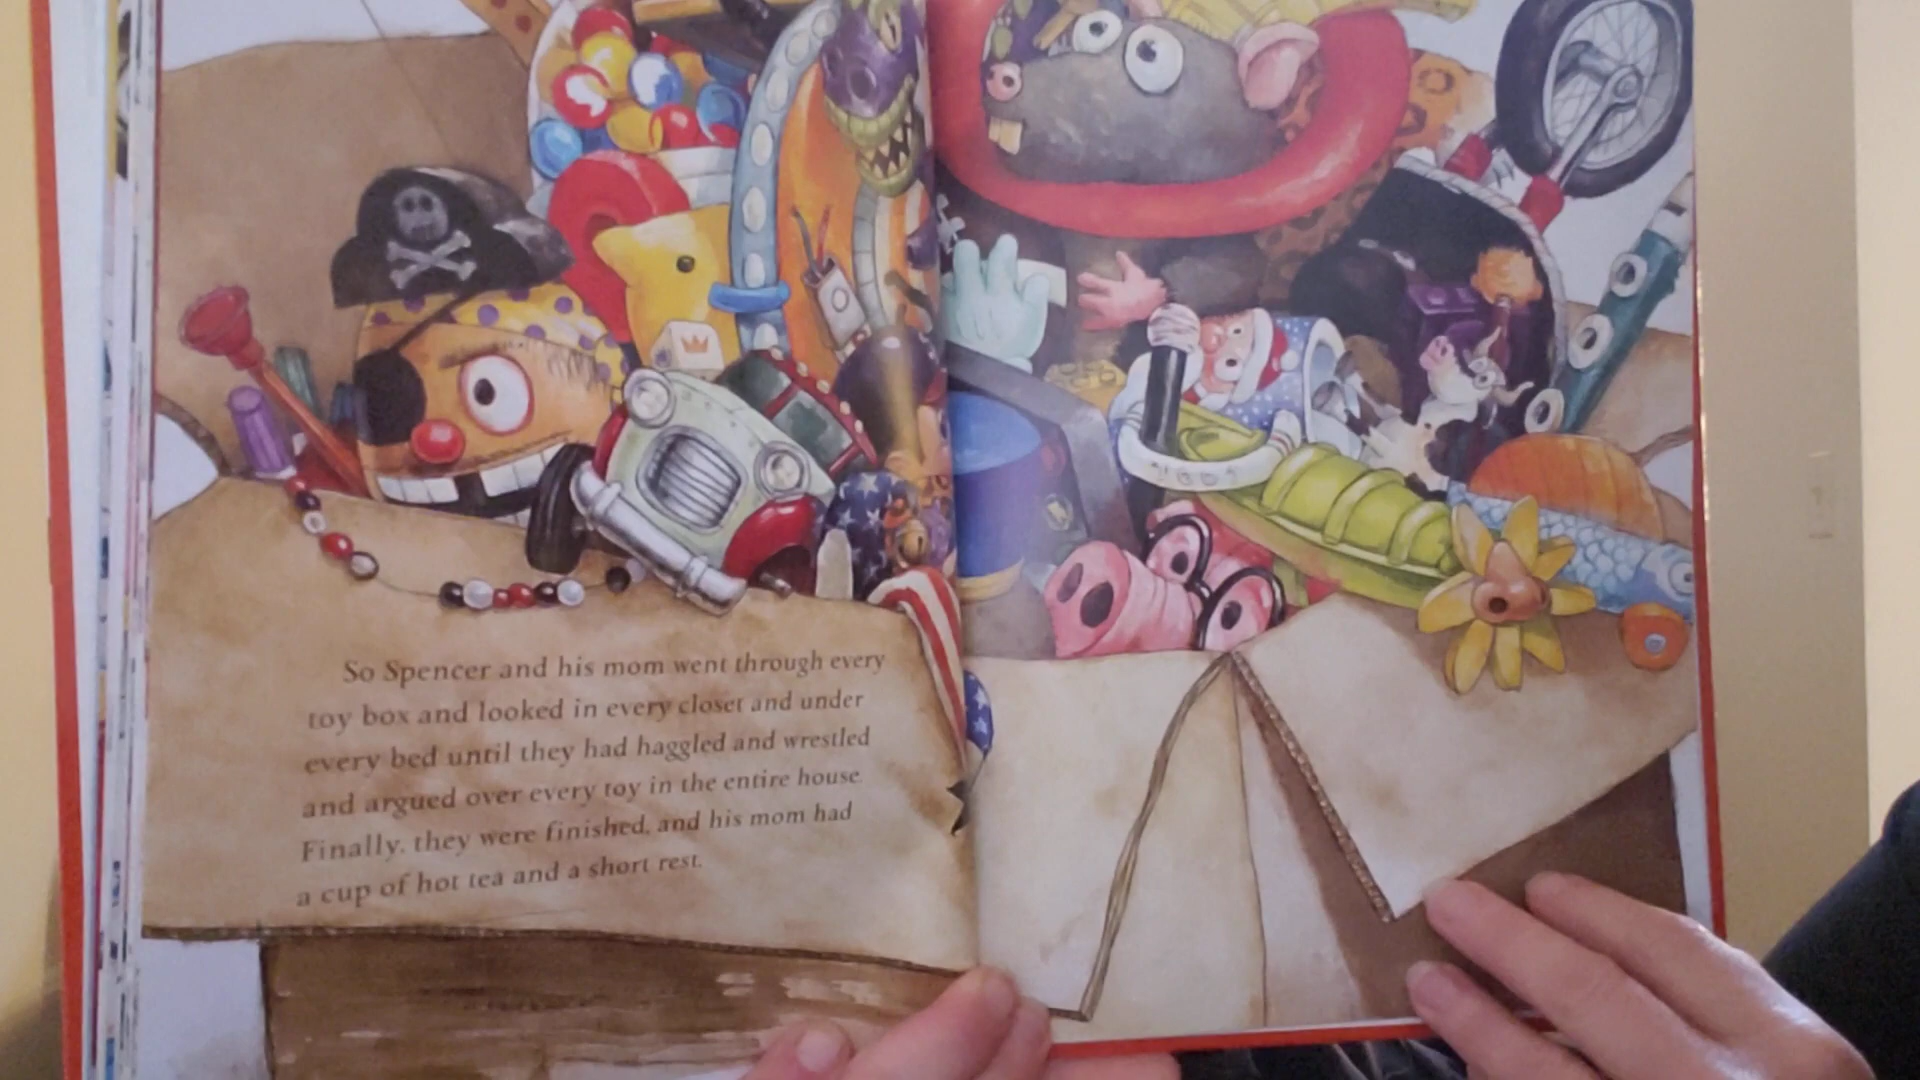 So Spencer and his mom went through every
toy box and looked in every closet and under
every bed until they had haggled and wrestled
and argued over every toy in the entire house.
Finally, they were finished, and his mom had
a cup of hot tea and a short rest.